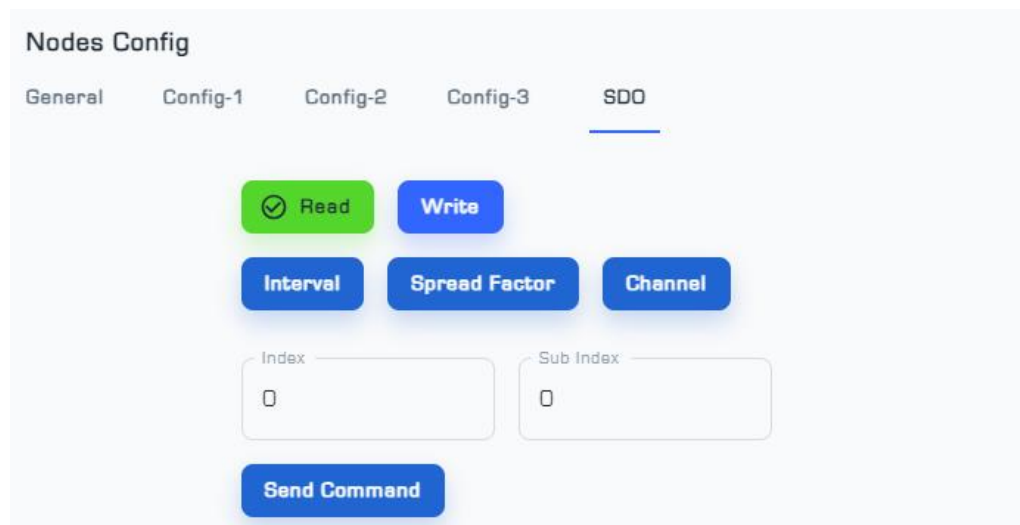 Nodes Config
General Config-1 Config-2 Config-3 SDO
Read Write
Interval Spread Factor Channel
Index Sub Index
0 0
Send Command